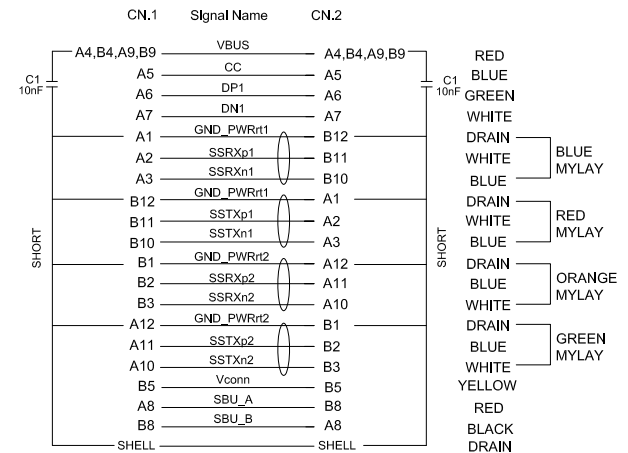 CN.1 SIgnal Name CN.2
A4,B4,A9,B9 VBUS A4,B4,A9,B9 RED
C1 10nF A5 CC A5 C1 10nF BLUE
A6 DP1 A6 GREEN
A7 DN1 A7 WHITE
A1 GND_PWRrt1 B12 DRAIN
A2 SSRXp1 B11 WHITE BLUE MYLAY
A3 SSRXn1 B10 BLUE
B12 GND_PWRrt1 A1 DRAIN
B11 SSTXp1 A2 WHITE RED MYLAY
B10 SSTXn1 A3 BLUE
SHORT B1 GND_PWRrt2 A12 SHORT DRAIN
B2 SSRXp2 A11 BLUE ORANGE MYLAY
B3 SSRXn2 A10 WHITE
A12 GND_PWRrt2 B1 DRAIN
A11 SSTXp2 B2 BLUE GREEN MYLAY
A10 SSTXn2 B3 WHITE
B5 Vconn B5 YELLOW
A8 SBU_A B8 RED
B8 SBU_B A8 BLACK
SHELL SHELL DRAIN